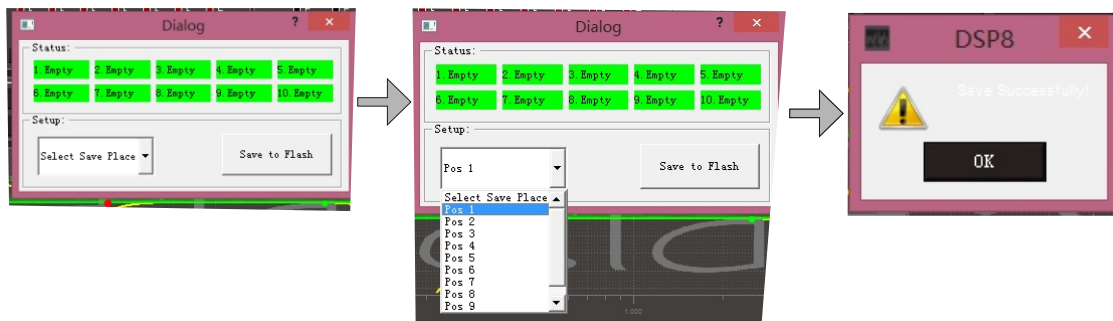 Dialog
? ×
Status:
1.Empty 2.Empty 3.Empty 4.Empty 5.Empty
6.Empty 7.Empty 8.Empty 9.Empty 10.Empty
Setup:
Select Save Place
Save to Flash
Dialog
? ×
Status:
1.Empty 2.Empty 3.Empty 4.Empty 5.Empty
6.Empty 7.Empty 8.Empty 9.Empty 10.Empty
Setup:
Pos 1
Save to Flash
Select Save Place
Pos 1
Pos 2
Pos 3
Pos 4
Pos 5
Pos 6
Pos 7
Pos 8
Pos 9
1,000
DSP8
×
Save Successfully!
OK